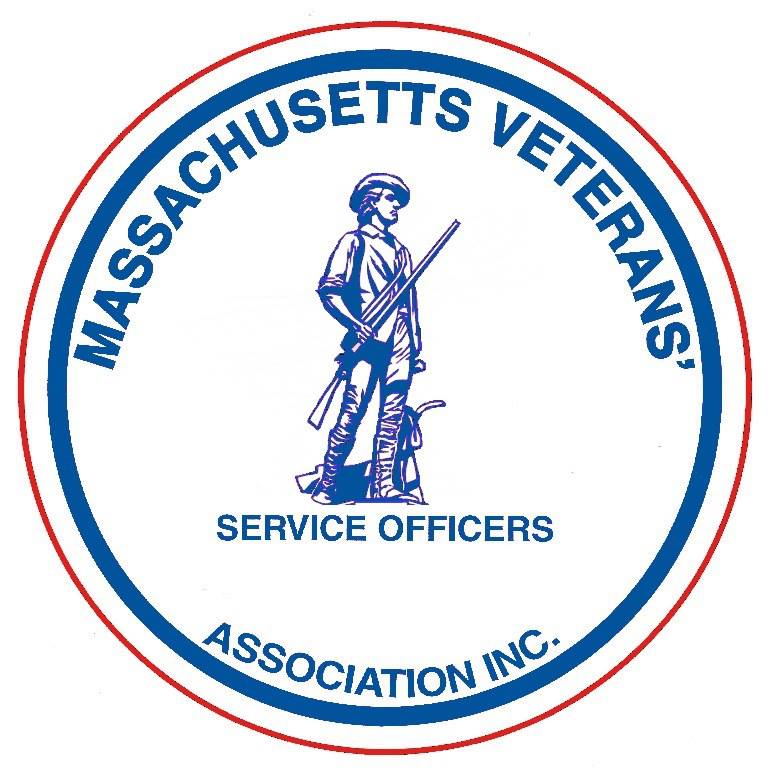 MASSACHUSETTS VETERANS'
SERVICE OFFICERS
ASSOCIATION INC.